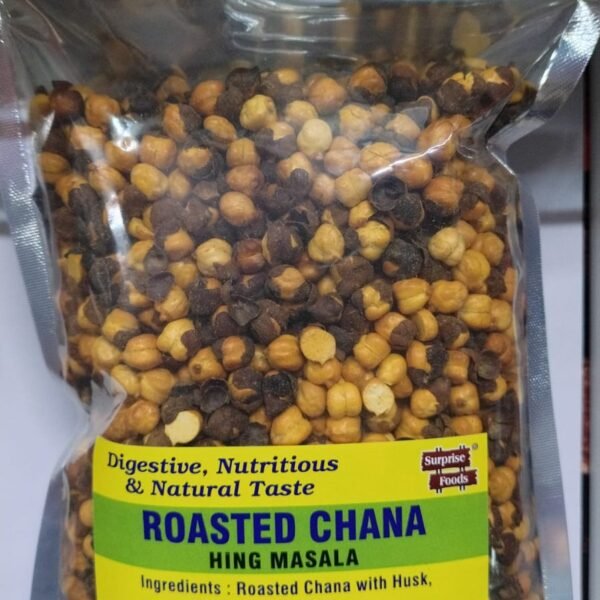 Digestive, Nutritious
& Natural Taste
Surprise
Foods
®
ROASTED CHANA
HING MASALA
Ingredients : Roasted Chana with Husk,